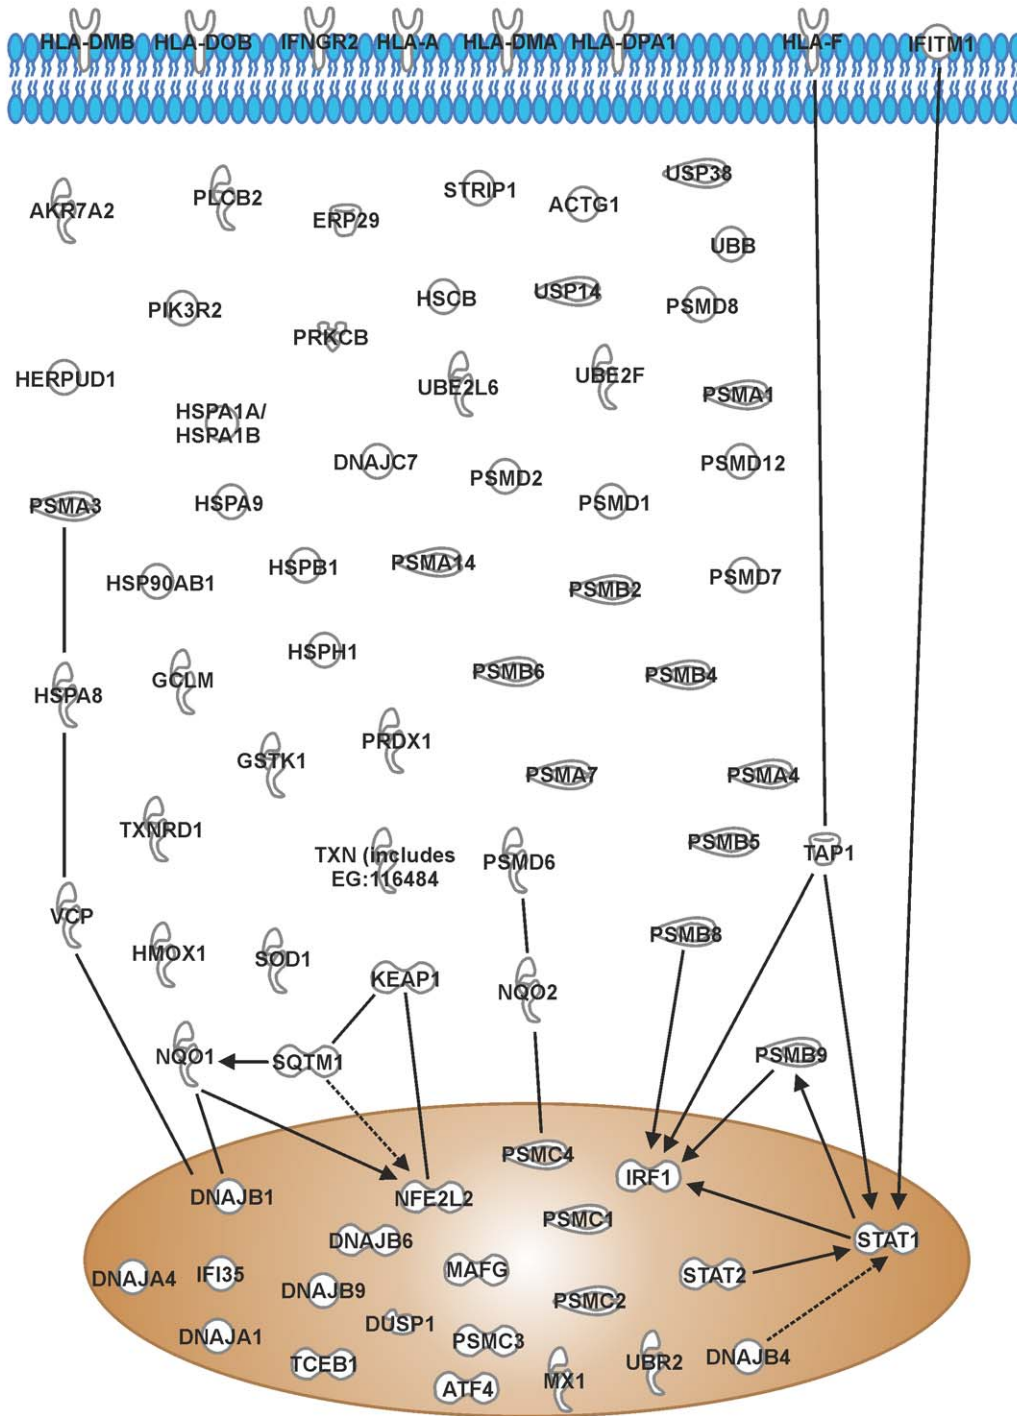 HLA-DMB HLA-DOB IFNGR2 HLA-A HLA-DMA HLA-DPA1 HLA-F IFITM1
USP38
AKR7A2 PLCB2 ERP29 STRIP1 ACTG1
UBB
PIK3R2 HSCB USP14 PSMD8
PRKCB
HERPUD1 UBE2L6 UBE2F PSMA1
HSPA1A/
HSPA1B
DNAJC7 PSMD2 PSMD12
PSMA3 HSPA9 PSMD1
HSP90AB1 HSPB1 PSMA14 PSMB2 PSMD7
HSPH1
HSPA8 GCLM PSMB6 PSMB4
GSTK1 PRDX1 PSMA7 PSMA4
TXNRD1
TXN (includes
EG:116484
PSMD6 PSMB5 TAP1
VCP PSMB8
HMOX1 SOD1 KEAP1 NQO2
NQO1 SQTM1 PSMB9
PSMC4
DNAJB1 NFE2L2 IRF1
PSMC1
DNAJB6 STAT1
DNAJA4 IFI35 MAFG STAT2
DNAJB9 PSMC2
DUSP1
DNAJA1 PSMC3
TCEB1 UBR2 DNAJB4
ATF4 MX1